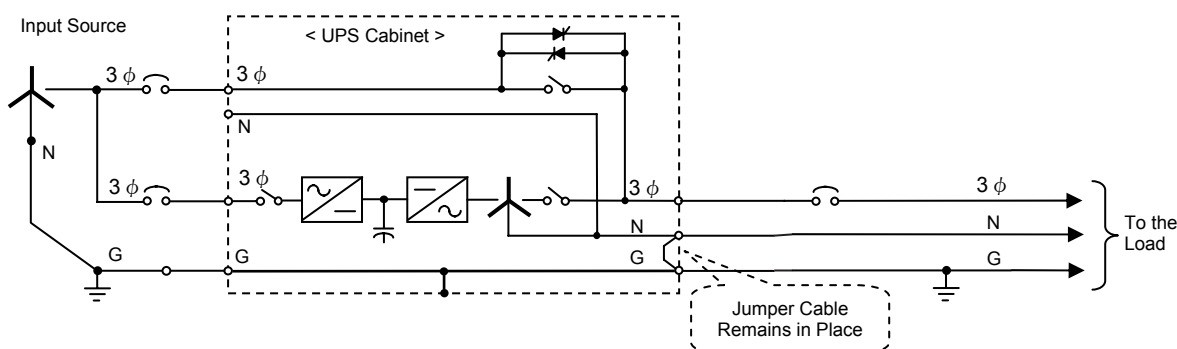 Input Source
< UPS Cabinet >
3 ϕ
3 ϕ
N
N
3 ϕ
3 ϕ
3 ϕ
3 ϕ
N
N
G
G
G
G
To the
Load
Jumper Cable
Remains in Place